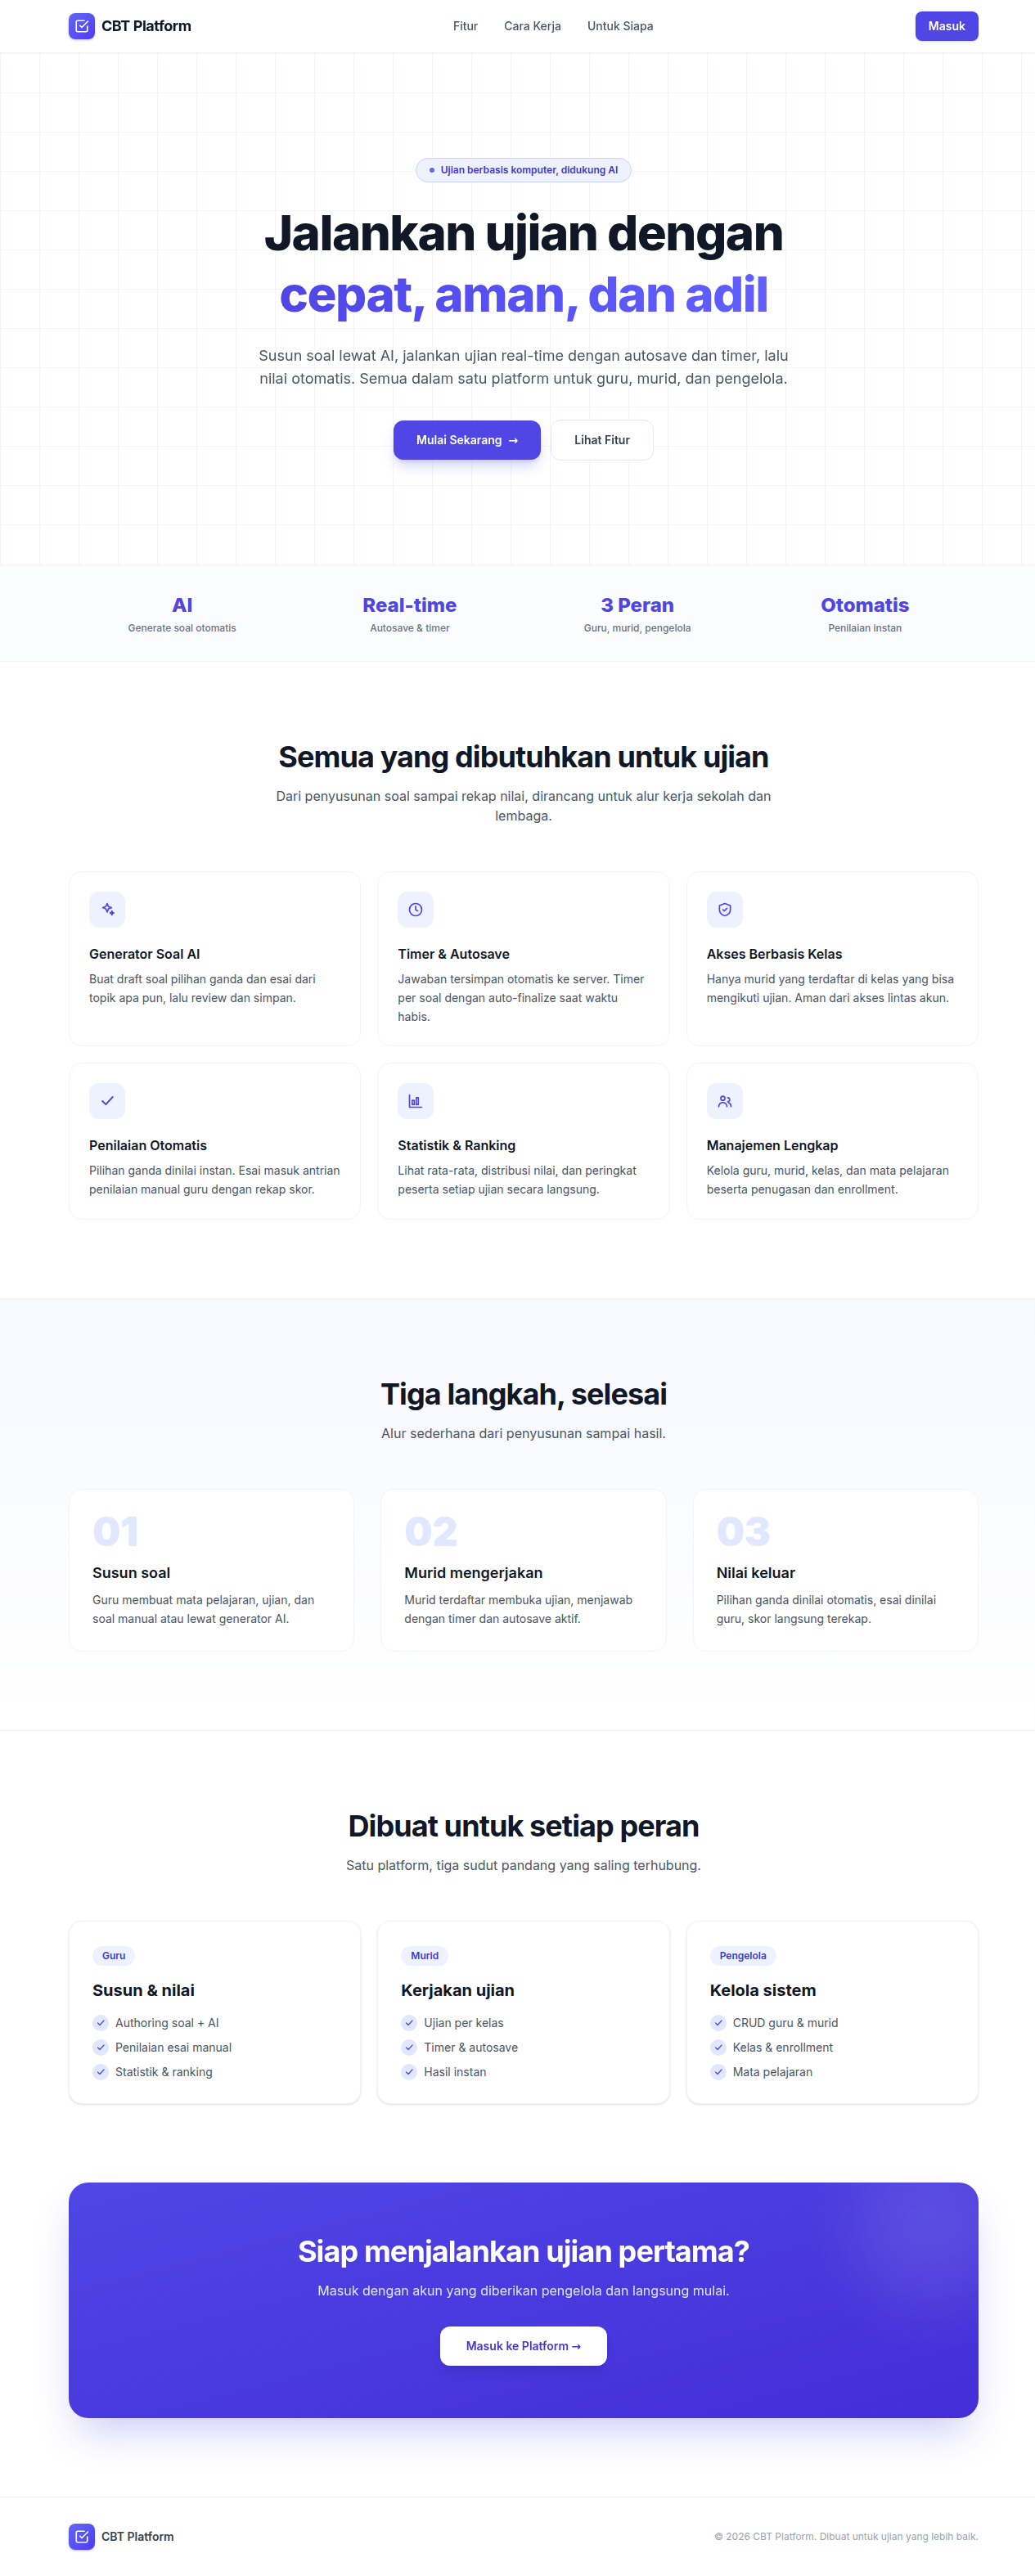 CBT Platform
Fitur
Cara Kerja
Untuk Siapa
Masuk
Ujian berbasis komputer, didukung AI
Jalankan ujian dengan
cepat, aman, dan adil
Susun soal lewat AI, jalankan ujian real-time dengan autosave dan timer, lalu
nilai otomatis. Semua dalam satu platform untuk guru, murid, dan pengelola.
Mulai Sekarang →
Lihat Fitur
AI
Generate soal otomatis
Real-time
Autosave & timer
3 Peran
Guru, murid, pengelola
Otomatis
Penilaian instan
Semua yang dibutuhkan untuk ujian
Dari penyusunan soal sampai rekap nilai, dirancang untuk alur kerja sekolah dan
lembaga.
Generator Soal AI
Buat draft soal pilihan ganda dan esai dari
topik apa pun, lalu review dan simpan.
Timer & Autosave
Jawaban tersimpan otomatis ke server. Timer
per soal dengan auto-finalize saat waktu
habis.
Akses Berbasis Kelas
Hanya murid yang terdaftar di kelas yang bisa
mengikuti ujian. Aman dari akses lintas akun.
Penilaian Otomatis
Pilihan ganda dinilai instan. Esai masuk antrian
penilaian manual guru dengan rekap skor.
Statistik & Ranking
Lihat rata-rata, distribusi nilai, dan peringkat
peserta setiap ujian secara langsung.
Manajemen Lengkap
Kelola guru, murid, kelas, dan mata pelajaran
beserta penugasan dan enrollment.
Tiga langkah, selesai
Alur sederhana dari penyusunan sampai hasil.
01
Susun soal
Guru membuat mata pelajaran, ujian, dan
soal manual atau lewat generator AI.
02
Murid mengerjakan
Murid terdaftar membuka ujian, menjawab
dengan timer dan autosave aktif.
03
Nilai keluar
Pilihan ganda dinilai otomatis, esai dinilai
guru, skor langsung terekap.
Dibuat untuk setiap peran
Satu platform, tiga sudut pandang yang saling terhubung.
Guru
Susun & nilai
Authoring soal + AI
Penilaian esai manual
Statistik & ranking
Murid
Kerjakan ujian
Ujian per kelas
Timer & autosave
Hasil instan
Pengelola
Kelola sistem
CRUD guru & murid
Kelas & enrollment
Mata pelajaran
Siap menjalankan ujian pertama?
Masuk dengan akun yang diberikan pengelola dan langsung mulai.
Masuk ke Platform →
CBT Platform
© 2026 CBT Platform. Dibuat untuk ujian yang lebih baik.